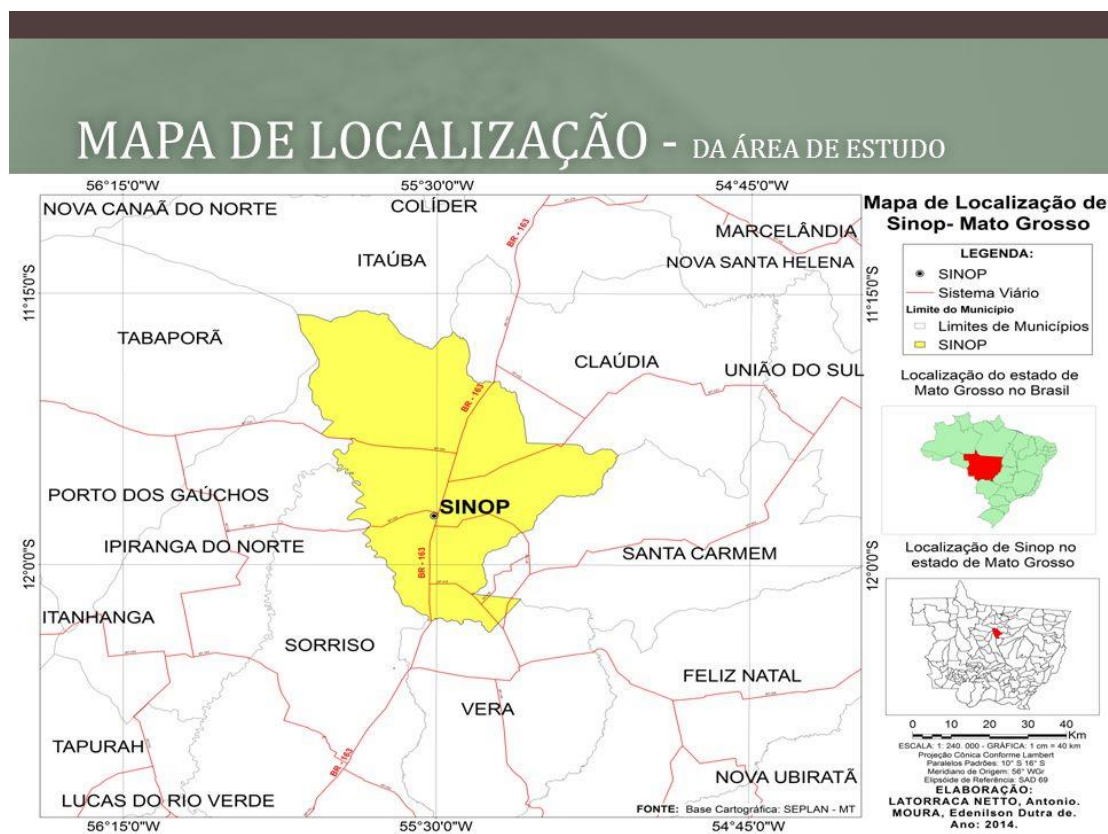 MAPA DE LOCALIZAÇÃO - DA ÁREA DE ESTUDO
56°15'0"W
55°30'0"W
54°45'0"W
NOVA CANAÃ DO NORTE
COLÍDER
MARCELÂNDIA
ITAÚBA
NOVA SANTA HELENA
BR - 163
11°15'0"S
11°15'0"S
TABAPORÃ
CLAÚDIA
UNIÃO DO SUL
BR - 163
PORTO DOS GAÚCHOS
SINOP
IPIRANGA DO NORTE
SANTA CARMEM
BR - 163
12°0'0"S
12°0'0"S
ITANHANGA
SORRISO
FELIZ NATAL
VERA
TAPURAH
BR - 163
NOVA UBIRATÃ
LUCAS DO RIO VERDE
FONTE: Base Cartográfica: SEPLAN - MT
56°15'0"W
55°30'0"W
54°45'0"W
Mapa de Localização de
Sinop- Mato Grosso
LEGENDA:
SINOP
Sistema Viário
Limite do Município
Limites de Municípios
SINOP
Localização do estado de
Mato Grosso no Brasil
Localização de Sinop no
estado de Mato Grosso
0 10 20 30 40
Km
ESCALA: 1: 240. 000 - GRÁFICA: 1 cm = 40 km
Projeção Cônica Conforme Lambert
Paralelos Padrões: 10° S 16° S
Meridiano de Origem: 56° WGr
Elipsóide de Referência: SAD 69
ELABORAÇÃO:
LATORRACA NETTO, Antonio.
MOURA, Edenilson Dutra de.
Ano: 2014.